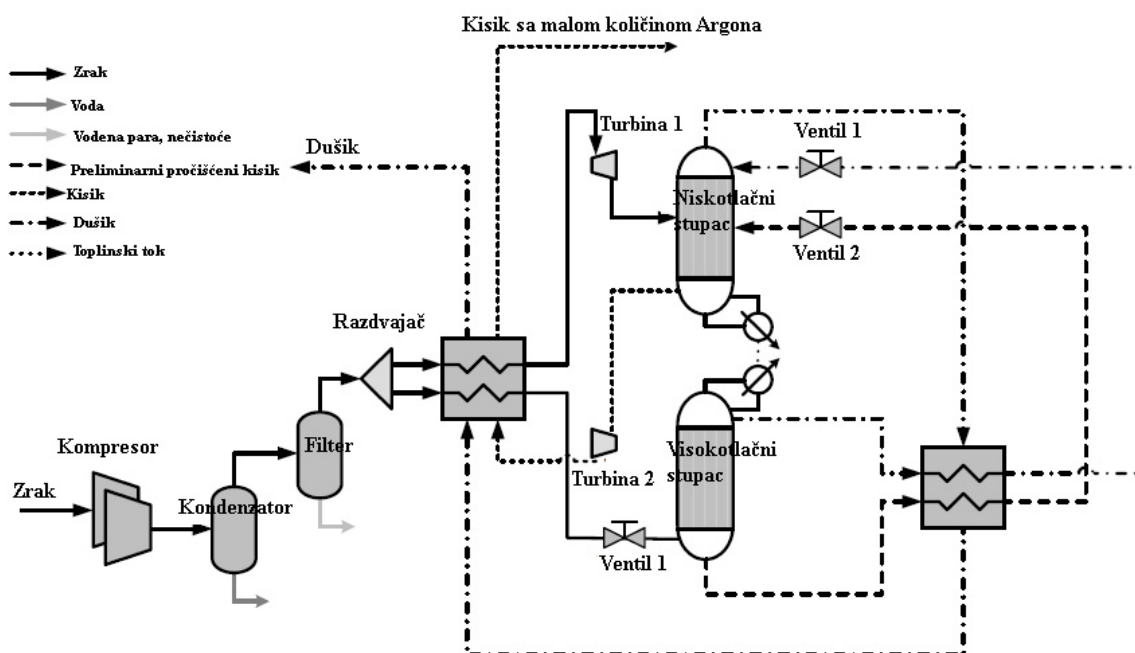 Kisik sa malom količinom Argona
Zrak
Voda
Vodena para, nečistoće
Preliminarni pročišćeni kisik
Kisik
Dušik
Toplinski tok
Dušik
Turbina 1
Ventil 1
Niskotlačni
stupac
Ventil 2
Razdvajač
Kompresor
Filter
Visokotlačni
stupac
Turbina 2
Zrak
Kondenzator
Ventil 1